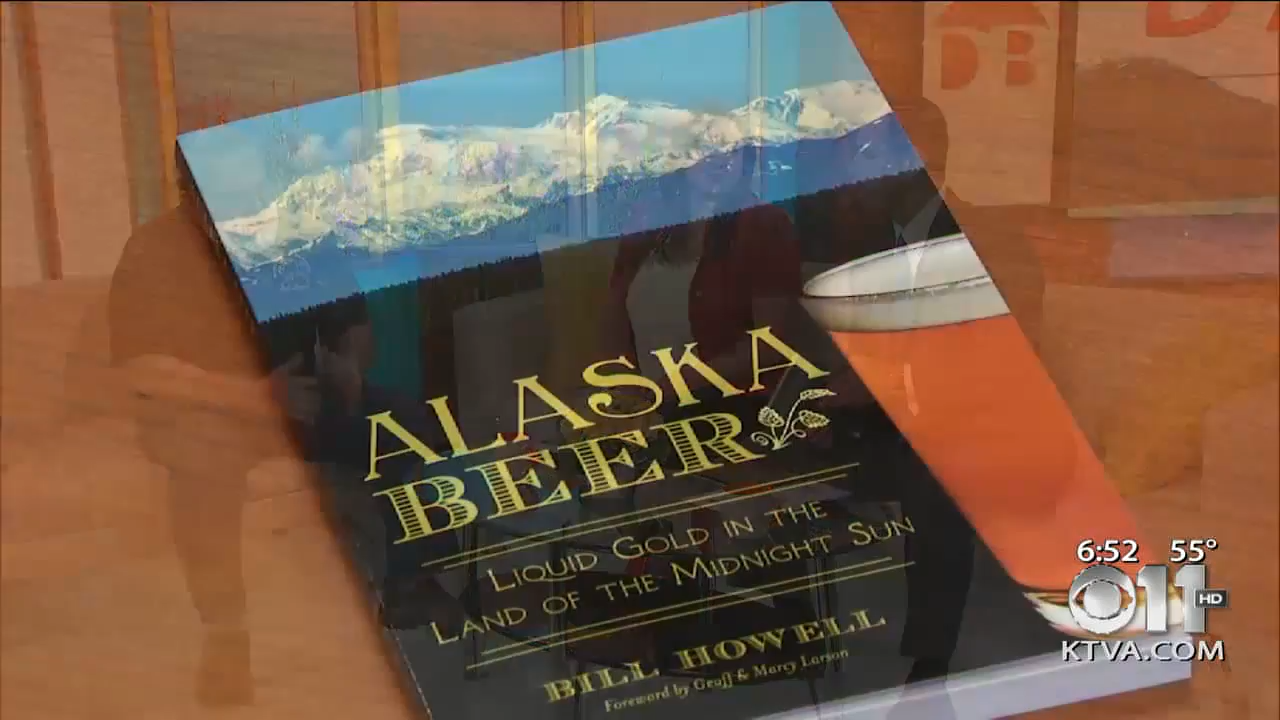 DB
D
ALASKA
BEER
LIQUID GOLD IN THE
LAND OF THE MIDNIGHT SUN
BILL HOWELL
Foreword by Geoff & Marcy Larson
6:52 55°
11 HD
KTVA.COM